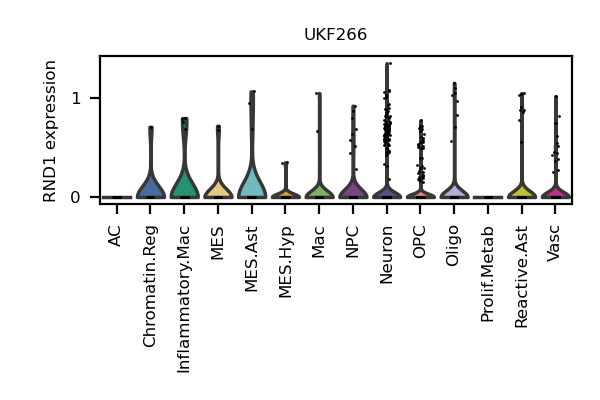 UKF266
RND1 expression
1
0
AC
Chromatin.Reg
Inflammatory.Mac
MES
MES.Ast
MES.Hyp
Mac
NPC
Neuron
OPC
Oligo
Prolif.Metab
Reactive.Ast
Vasc